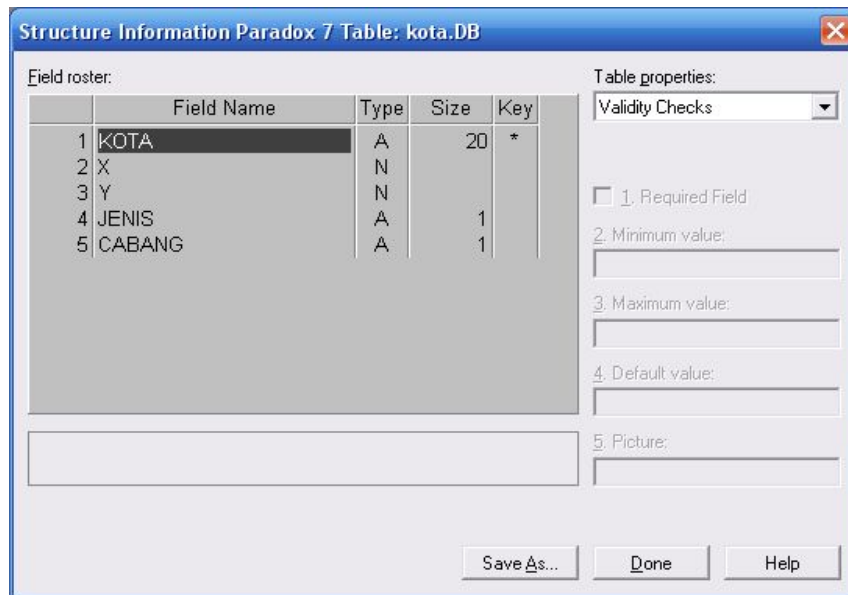 Structure Information Paradox 7 Table: kota.DB
Field roster:
Field Name Type Size Key
1 KOTA A 20 *
2 X N
3 Y N
4 JENIS A 1
5 CABANG A 1
Table properties:
Validity Checks
1. Required Field
2. Minimum value:
3. Maximum value:
4. Default value:
5. Picture:
Save As... Done Help